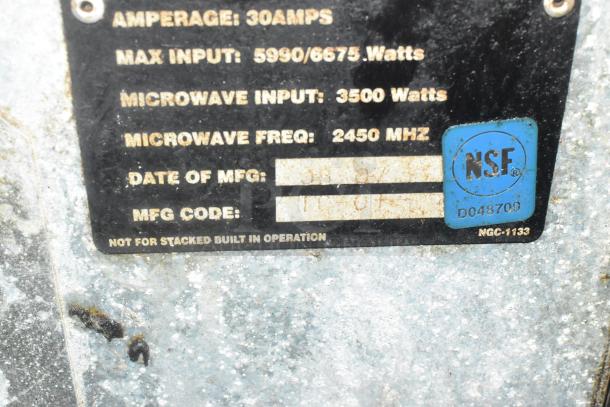 AMPERAGE: 30AMPS
MAX INPUT: 5990/6675.Watts
MICROWAVE INPUT: 3500 Watts
MICROWAVE FREQ: 2450 MHZ
DATE OF MFG:
MFG CODE:
NSF®
D048709
NOT FOR STACKED BUILT IN OPERATION
NGC-1133